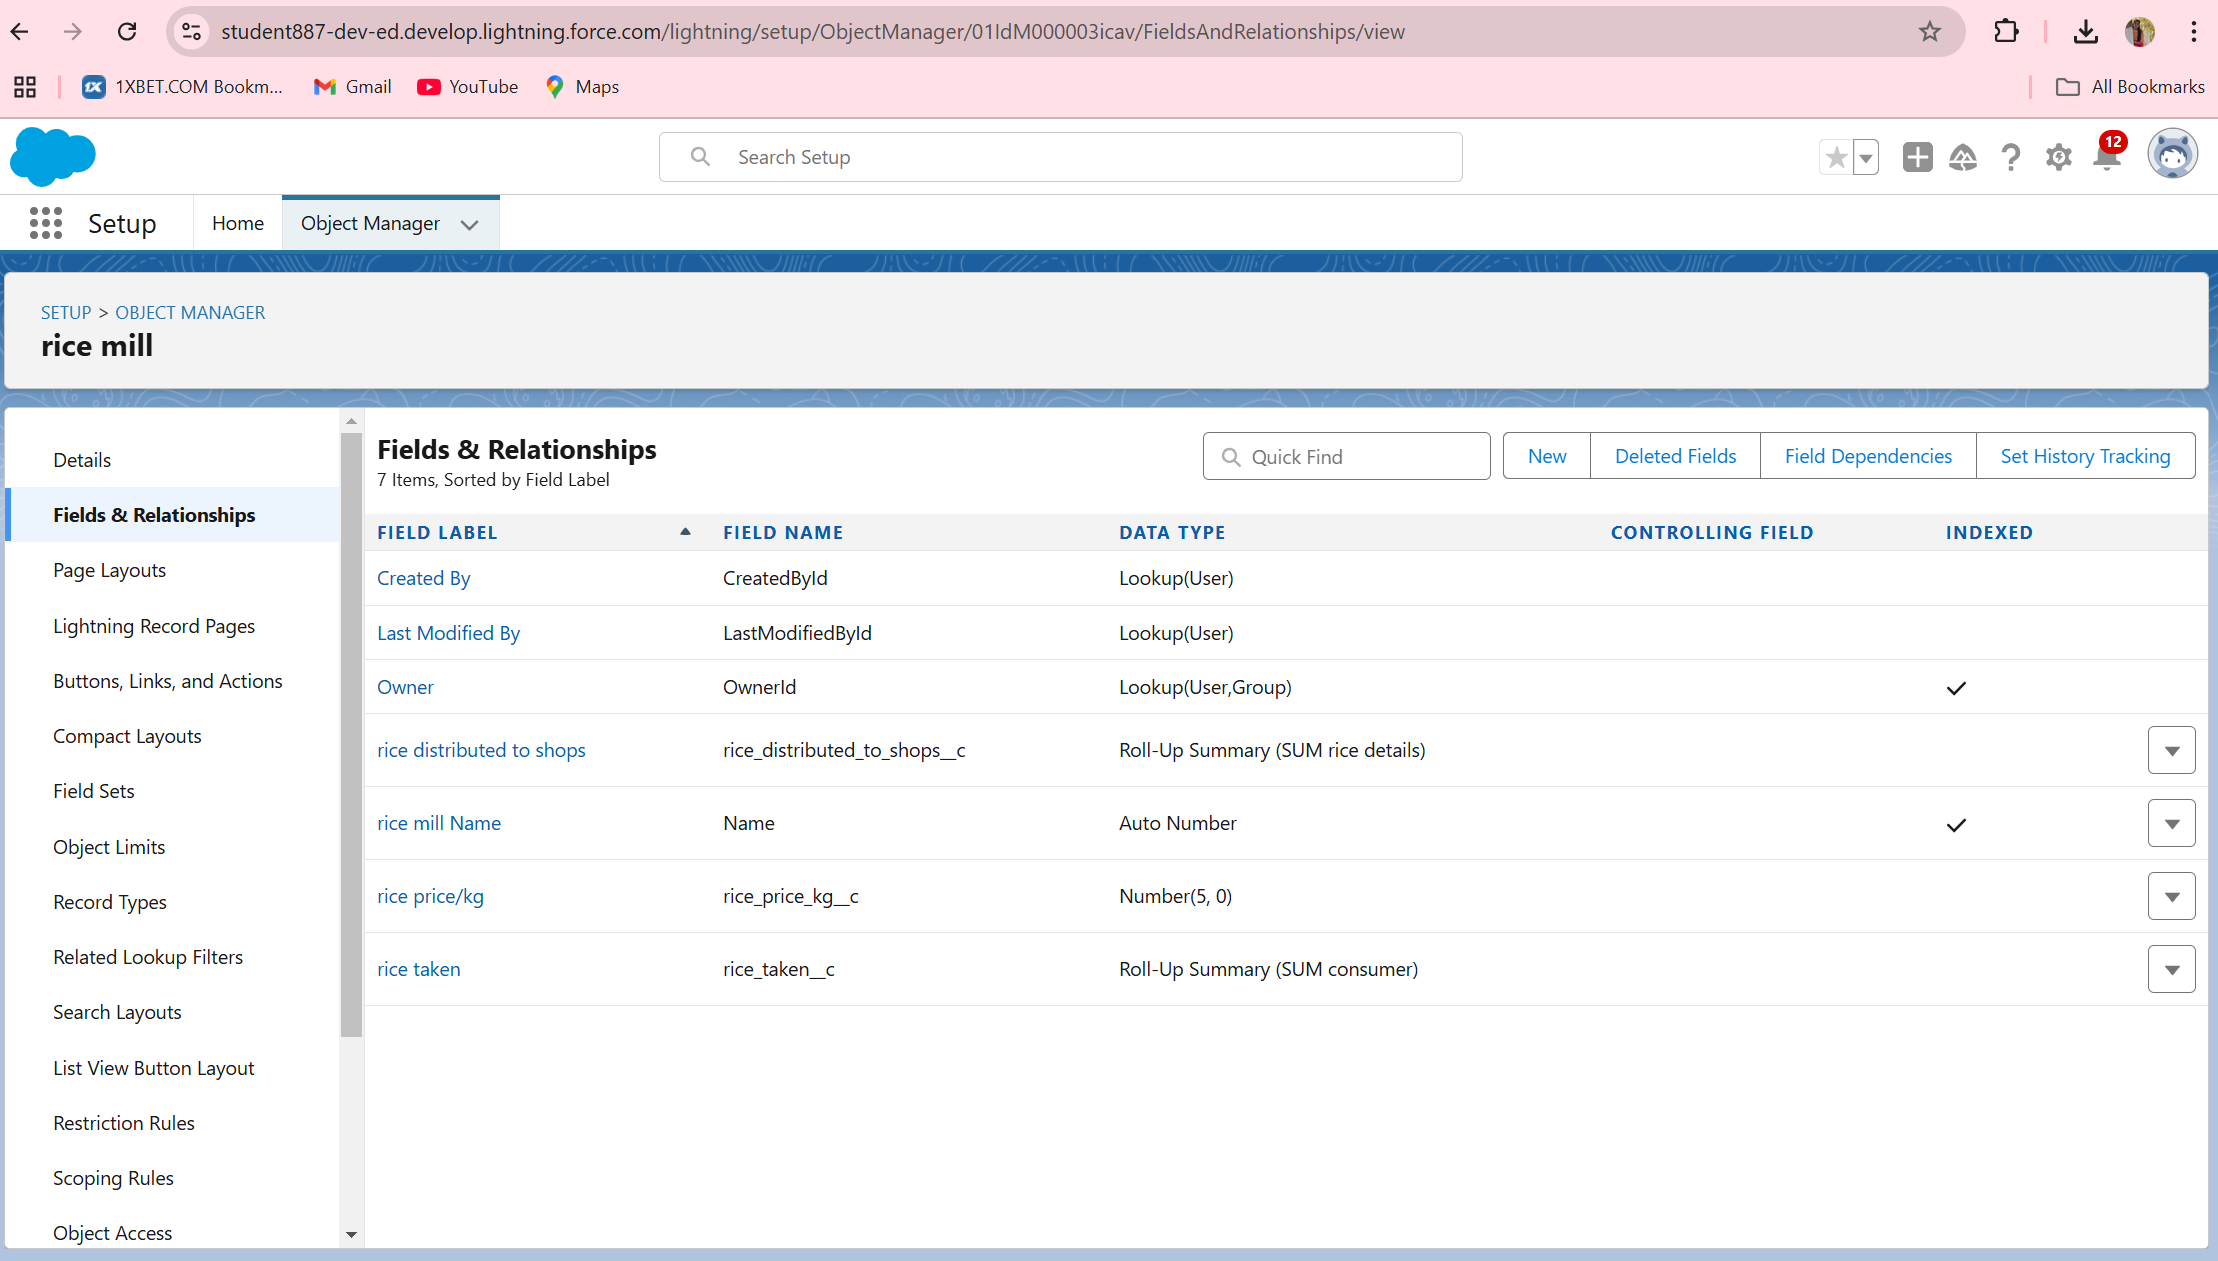 student887-dev-ed.develop.lightning.force.com/lightning/setup/ObjectManager/01IdM000003icav/FieldsAndRelationships/view
1XBET.COM Bookm... Gmail YouTube Maps All Bookmarks
Search Setup 12
Setup Home Object Manager
SETUP > OBJECT MANAGER
rice mill
Details
Fields & Relationships
Page Layouts
Lightning Record Pages
Buttons, Links, and Actions
Compact Layouts
Field Sets
Object Limits
Record Types
Related Lookup Filters
Search Layouts
List View Button Layout
Restriction Rules
Scoping Rules
Object Access
Fields & Relationships
7 Items, Sorted by Field Label
Quick Find New Deleted Fields Field Dependencies Set History Tracking
FIELD LABEL FIELD NAME DATA TYPE CONTROLLING FIELD INDEXED
Created By CreatedById Lookup(User)
Last Modified By LastModifiedById Lookup(User)
Owner OwnerId Lookup(User,Group)
rice distributed to shops rice_distributed_to_shops__c Roll-Up Summary (SUM rice details)
rice mill Name Name Auto Number
rice price/kg rice_price_kg__c Number(5, 0)
rice taken rice_taken__c Roll-Up Summary (SUM consumer)